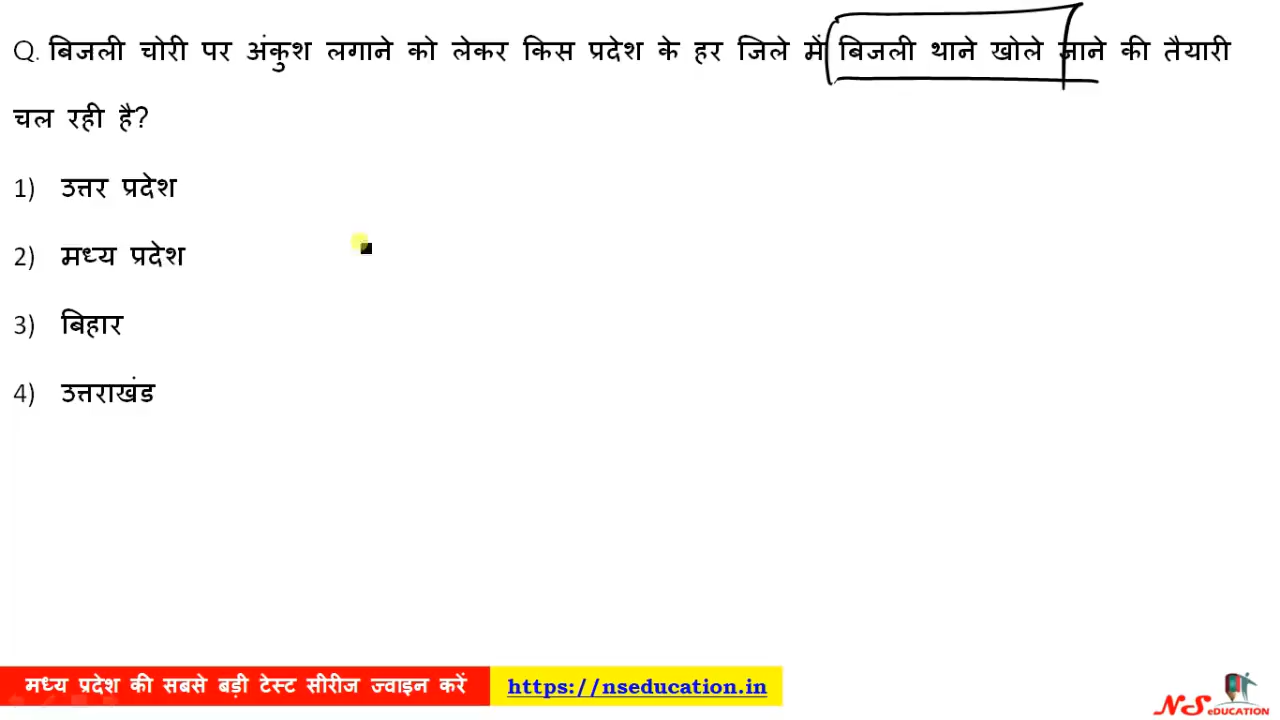 Q. बिजली चोरी पर अंकुश लगाने को लेकर किस प्रदेश के हर जिले में बिजली थाने खोले जाने की तैयारी
चल रही है?
1) उत्तर प्रदेश
2) मध्य प्रदेश
3) बिहार
4) उत्तराखंड
मध्य प्रदेश की सबसे बड़ी टेस्ट सीरीज ज्वाइन करें https://nseducation.in
NS eDUCATION